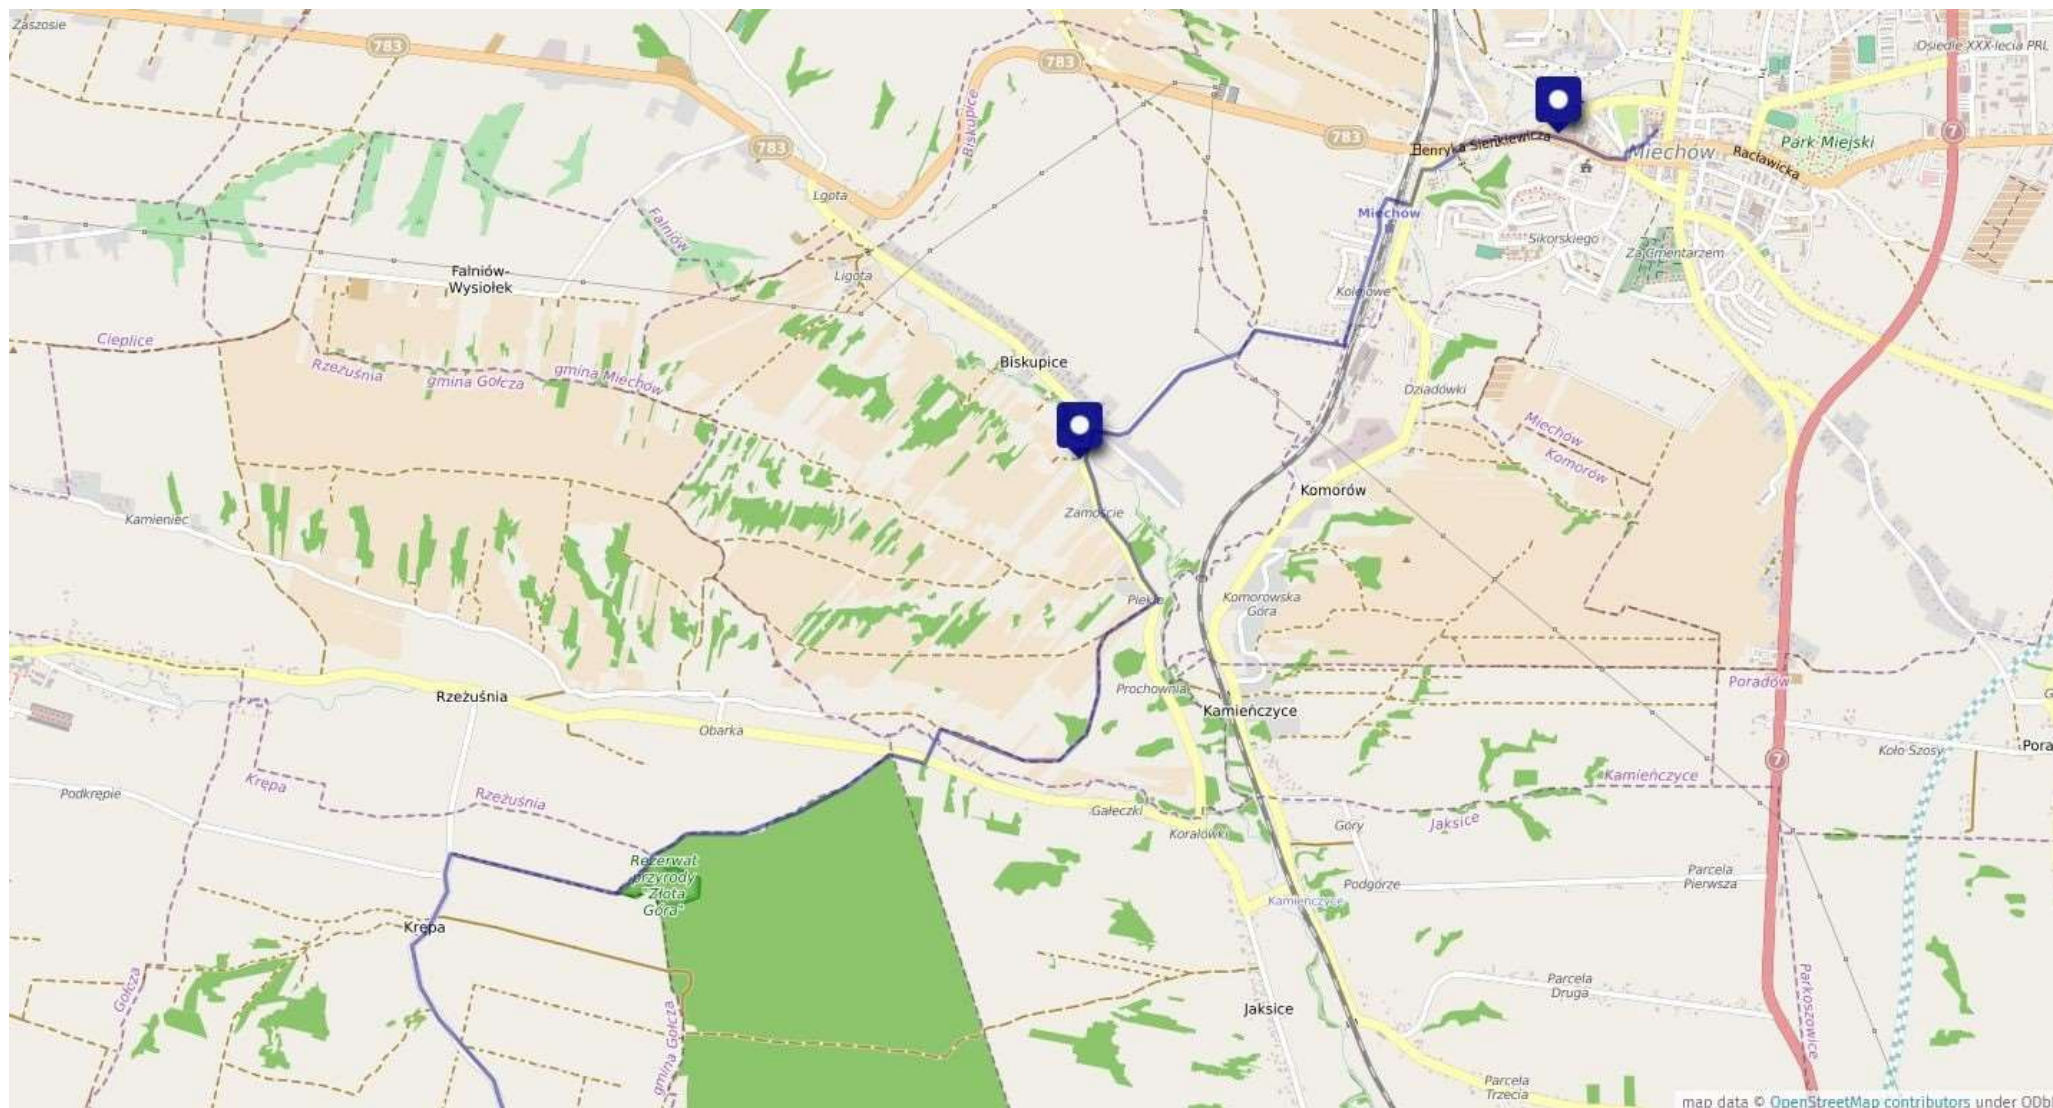 Zaszosie
783
783
783
783
Osiedle XXX-lecia PRL
7
Biskupice
Henryka Sienkiewicza
Miechów
Racławicka
Park Miejski
Lgota
Falniów
Miechów
Sikorskiego
Za Cmentarzem
Falniów-
Wysiołek
Ligota
Kolejowe
Cieplice
Rzeżuśnia
gmina Gołcza
gmina Miechów
Biskupice
Dziadówki
Miechów
Komorów
Kamieniec
Zamoście
Komorów
Piekło
Komorowska
Góra
Rzeżuśnia
Prochownia
Poradów
Obarka
Kamieńczyce
Koło Szosy
Pora
7
Krępa
Podkrępie
Rzeżuśnia
Gałeczki
Koralówki
Góry
Jaksice
Kamieńczyce
Rezerwat
przyrody
"Złota
Góra"
Podgórze
Parcela
Pierwsza
Kamieńczyce
Krępa
Gołcza
gmina Gołcza
Jaksice
Parcela
Druga
Parkoszowice
Parcela
Trzecia
map data © OpenStreetMap contributors under ODb